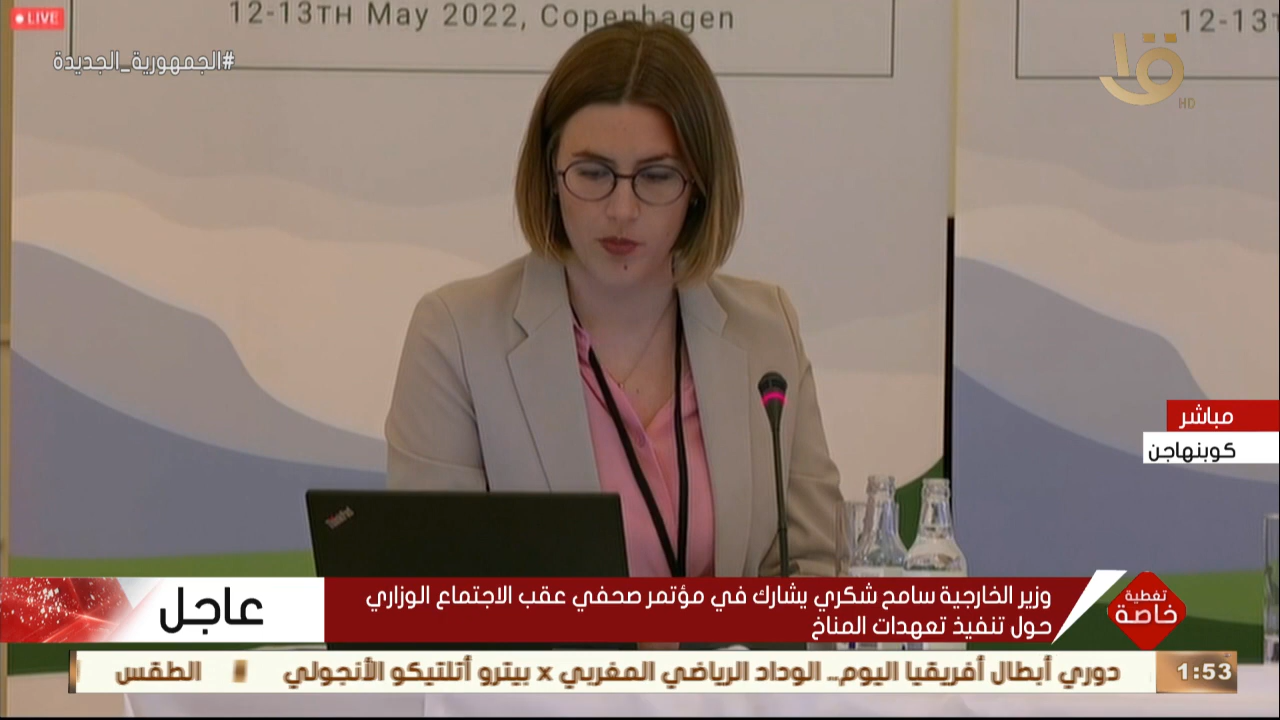 LIVE
12-13TH May 2022, Copenhagen
12-13T
#الجمهورية_الجديدة
HD
مباشر
كوبنهاجن
ThinkPad
تغطية
خاصة
عاجل
وزير الخارجية سامح شكري يشارك في مؤتمر صحفي عقب الاجتماع الوزاري
حول تنفيذ تعهدات المناخ
1:53
دوري أبطال أفريقيا اليوم.. الوداد الرياضي المغربي x بيترو أتلتيكو الأنجولي
الطقس